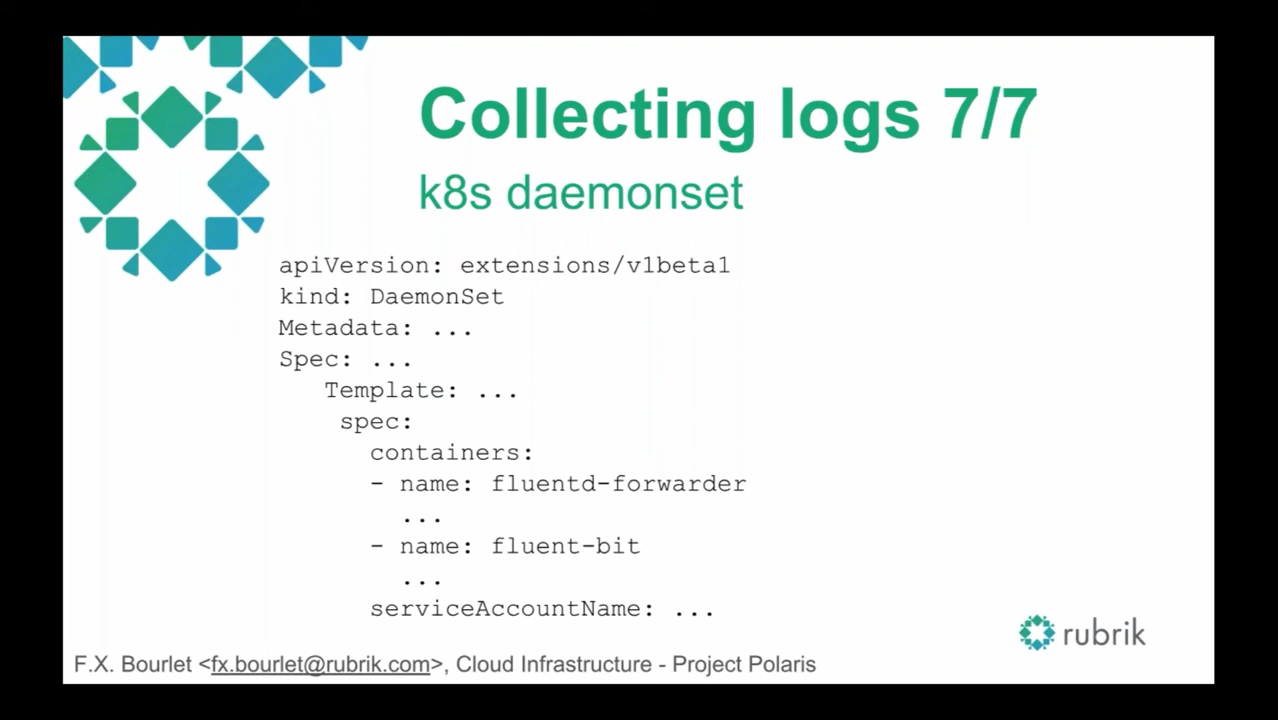 Collecting logs 7/7
k8s daemonset
apiVersion: extensions/v1beta1
kind: DaemonSet
Metadata: ...
Spec: ...
Template: ...
spec:
containers:
- name: fluentd-forwarder
...
- name: fluent-bit
...
serviceAccountName: ...
rubrik
F.X. Bourlet <fx.bourlet@rubrik.com>, Cloud Infrastructure - Project Polaris